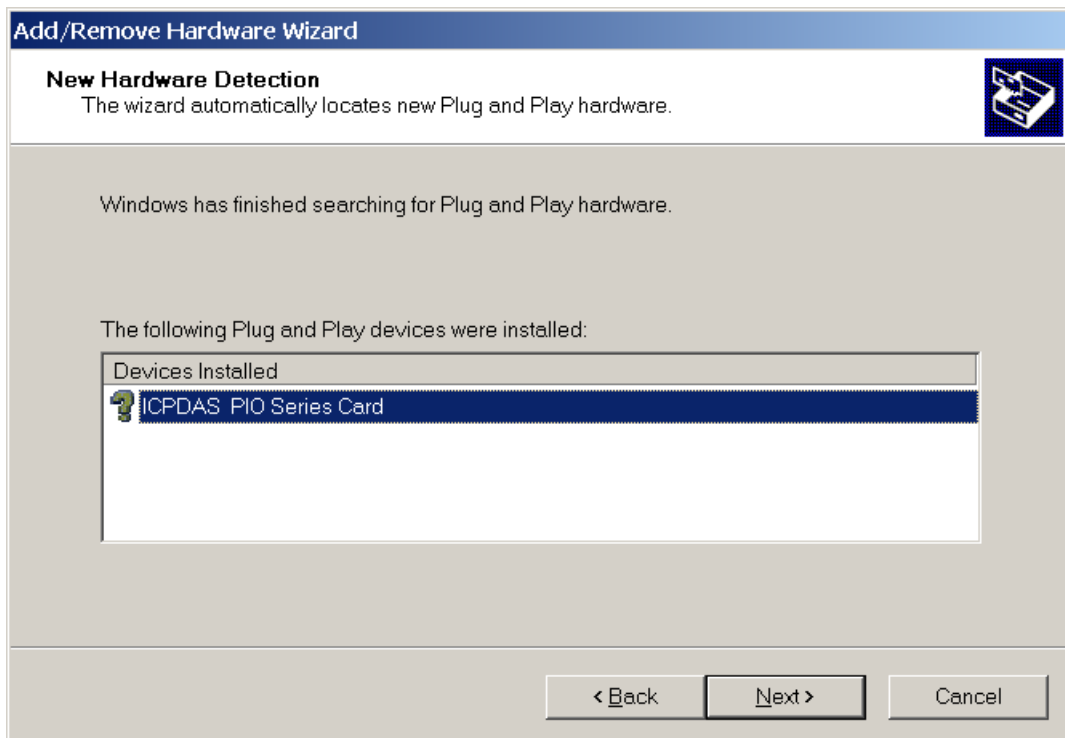 Add/Remove Hardware Wizard
New Hardware Detection
The wizard automatically locates new Plug and Play hardware.
Windows has finished searching for Plug and Play hardware.
The following Plug and Play devices were installed:
Devices Installed
ICPDAS PIO Series Card
< Back Next > Cancel